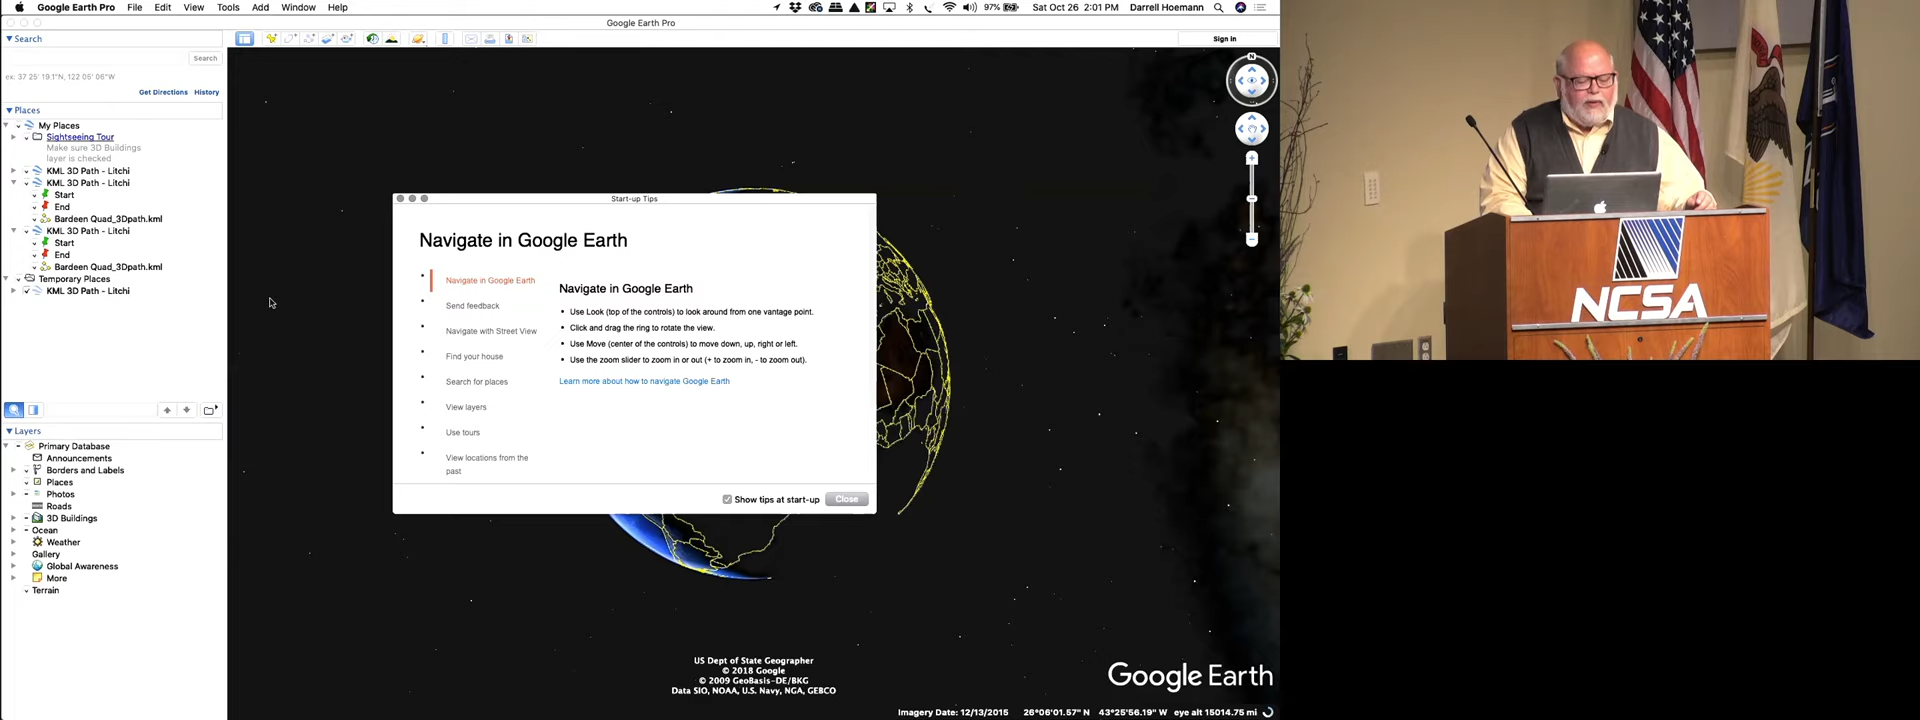 Google Earth Pro File Edit View Tools Add Window Help
97% Sat Oct 26 2:01 PM Darrell Hoemann
Google Earth Pro
Search
Sign in
Search
ex: 37 25' 19.1"N, 122 05' 06"W
Get Directions History
Places
My Places
Sightseeing Tour
Make sure 3D Buildings
layer is checked
KML 3D Path - Litchi
KML 3D Path - Litchi
Start
End
Bardeen Quad_3Dpath.kml
KML 3D Path - Litchi
Start
End
Bardeen Quad_3Dpath.kml
Temporary Places
KML 3D Path - Litchi
Layers
Primary Database
Announcements
Borders and Labels
Places
Photos
Roads
3D Buildings
Ocean
Weather
Gallery
Global Awareness
More
Terrain
N
Start-up Tips
Navigate in Google Earth
Navigate in Google Earth
Send feedback
Navigate with Street View
Find your house
Search for places
View layers
Use tours
View locations from the
past
Navigate in Google Earth
• Use Look (top of the controls) to look around from one vantage point.
• Click and drag the ring to rotate the view.
• Use Move (center of the controls) to move down, up, right or left.
• Use the zoom slider to zoom in or out (+ to zoom in, - to zoom out).
Learn more about how to navigate Google Earth
Show tips at start-up Close
US Dept of State Geographer
© 2018 Google
© 2009 GeoBasis-DE/BKG
Data SIO, NOAA, U.S. Navy, NGA, GEBCO
Google Earth
Imagery Date: 12/13/2015 26°06'01.57" N 43°25'56.19" W eye alt 15014.75 mi
NCSA